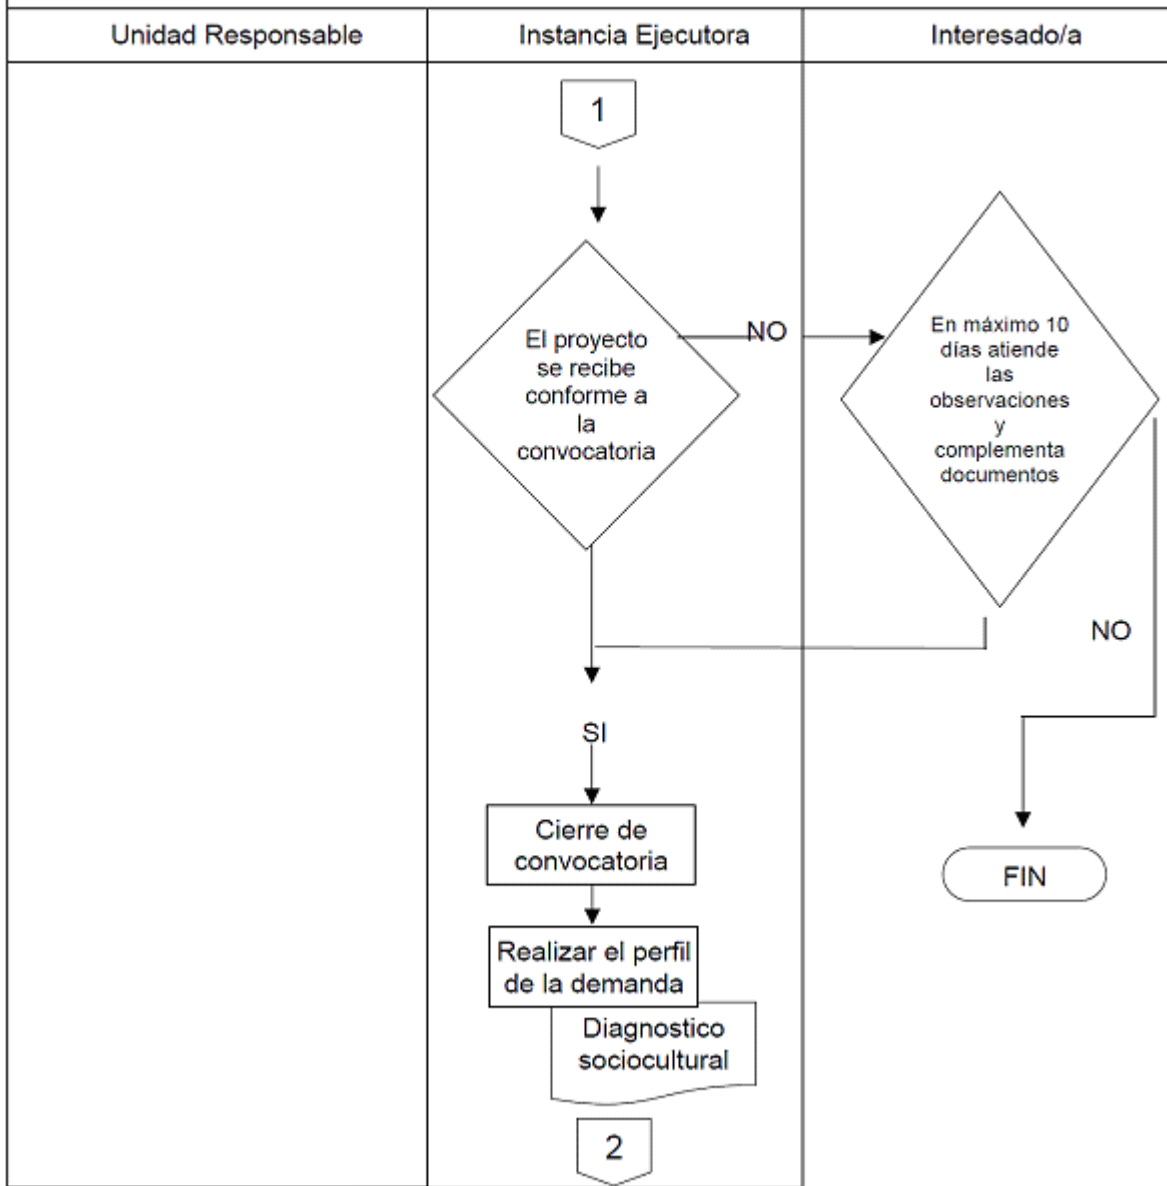 Unidad Responsable
Instancia Ejecutora
Interesado/a
1
El proyecto
se recibe
conforme a
la
convocatoria
NO
En máximo 10
días atiende
las
observaciones
y
complementa
documentos
NO
SI
Cierre de
convocatoria
FIN
Realizar el perfil
de la demanda
Diagnostico
sociocultural
2